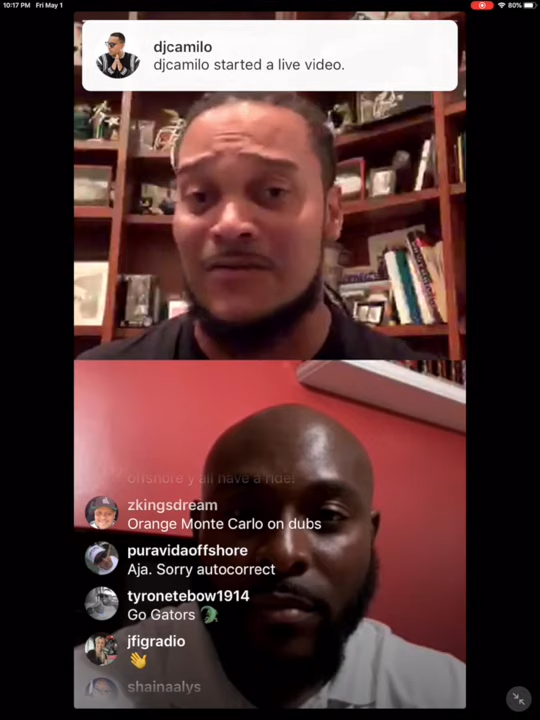 10:17 PM Fri May 1
80%
djcamilo
djcamilo started a live video.
offshore y'all have a ride!
zkingsdream
Orange Monte Carlo on dubs
puravidaoffshore
Aja. Sorry autocorrect
tyronetebow1914
Go Gators 🐊
jfigradio
👋
shainaalys